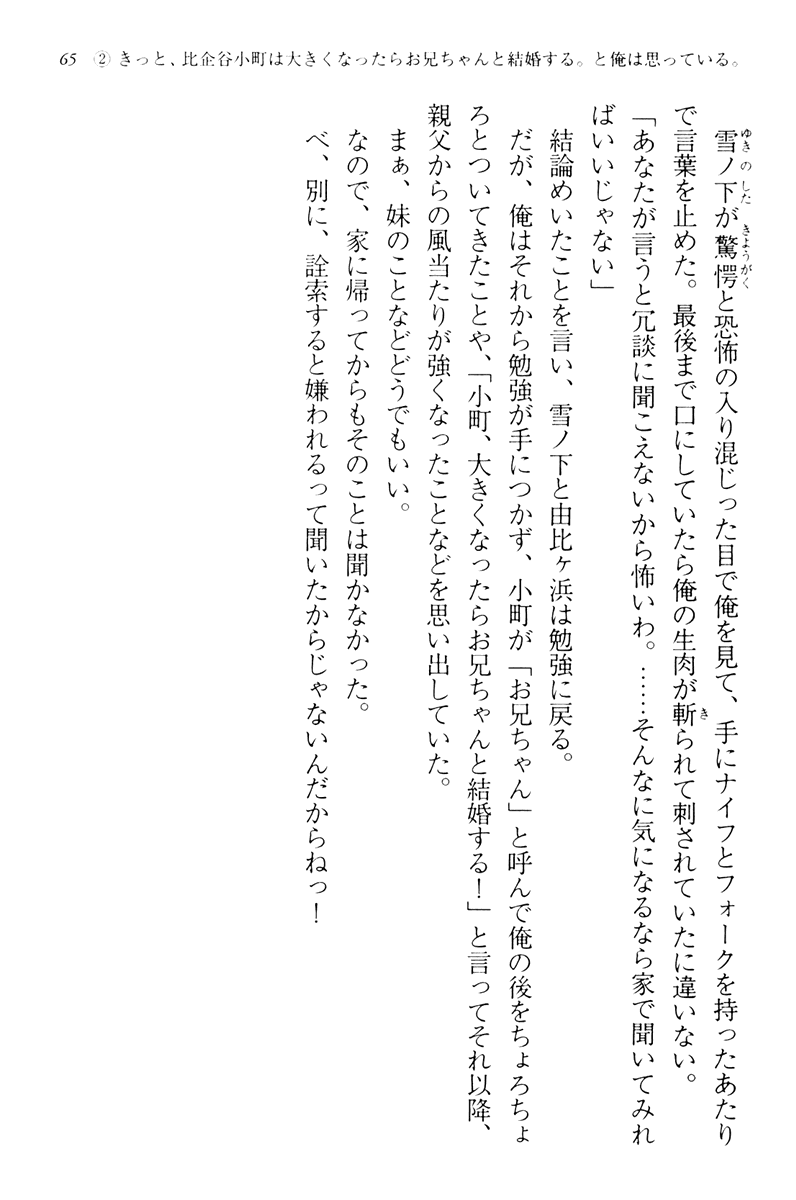 65 ② きっと、比企谷小町は大きくなったらお兄ちゃんと結婚する。と俺は思っている。
雪ノ下が驚愕と恐怖の入り混じった目で俺を見て、手にナイフとフォークを持ったあたり
で言葉を止めた。最後まで口にしていたら俺の生肉が斬られて刺されていたに違いない。
「あなたが言うと冗談に聞こえないから怖いわ。……そんなに気になるなら家で聞いてみれ
ばいいじゃない」
結論めいたことを言い、雪ノ下と由比ヶ浜は勉強に戻る。
だが、俺はそれから勉強が手につかず、小町が「お兄ちゃん」と呼んで俺の後をちょろちょ
ろとついてきたことや、「小町、大きくなったらお兄ちゃんと結婚する！」と言ってそれ以降、
親父からの風当たりが強くなったことなどを思い出していた。
まぁ、妹のことなどどうでもいい。
なので、家に帰ってからもそのことは聞かなかった。
べ、別に、詮索すると嫌われるって聞いたからじゃないんだからねっ！